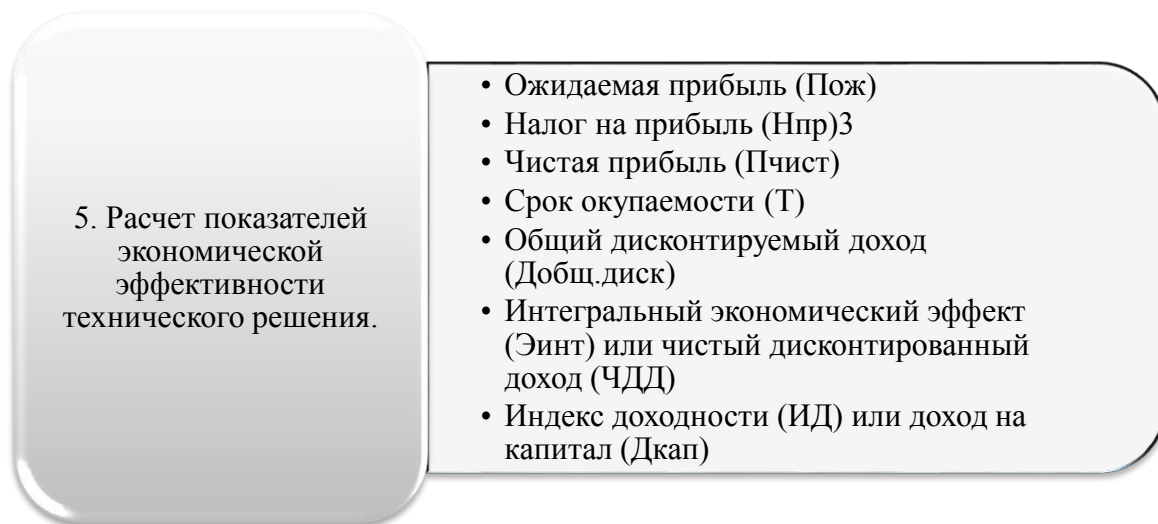 5. Расчет показателей
экономической
эффективности
технического решения.
• Ожидаемая прибыль (Пож)
• Налог на прибыль (Нпр)3
• Чистая прибыль (Пчист)
• Срок окупаемости (Т)
• Общий дисконтируемый доход
(Добщ.диск)
• Интегральный экономический эффект
(Эинт) или чистый дисконтированный
доход (ЧДД)
• Индекс доходности (ИД) или доход на
капитал (Дкап)